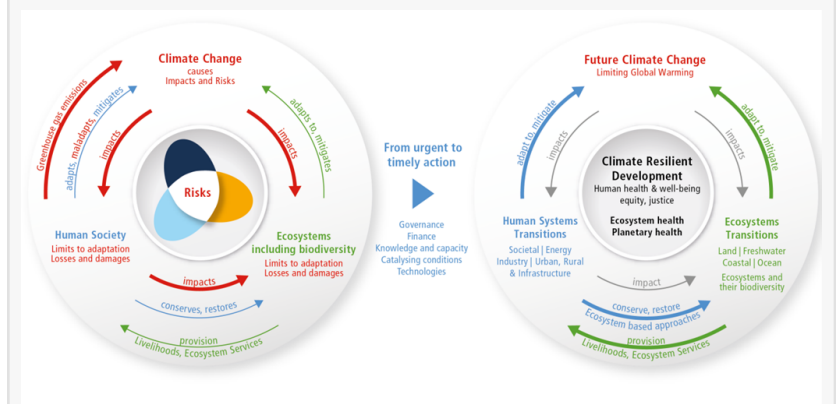 Climate Change
causes
Impacts and Risks
Greenhouse gas emissions
adapts, maladapts, mitigates
impacts
impacts
adapts to, mitigates
Risks
Human Society
Limits to adaptation
Losses and damages
Ecosystems
including biodiversity
Limits to adaptation
Losses and damages
impacts
conserves, restores
provision
Livelihoods, Ecosystem Services
From urgent to
timely action
Governance
Finance
Knowledge and capacity
Catalysing conditions
Technologies
Future Climate Change
Limiting Global Warming
adapt to, mitigate
impacts
impacts
adapt to, mitigate
Climate Resilient
Development
Human health & well-being
equity, justice
Ecosystem health
Planetary health
Human Systems
Transitions
Societal | Energy
Industry | Urban, Rural
& Infrastructure
Ecosystems
Transitions
Land | Freshwater
Coastal | Ocean
Ecosystems and
their biodiversity
impact
conserve, restore
Ecosystem based approaches
provision
Livelihoods, Ecosystem Services